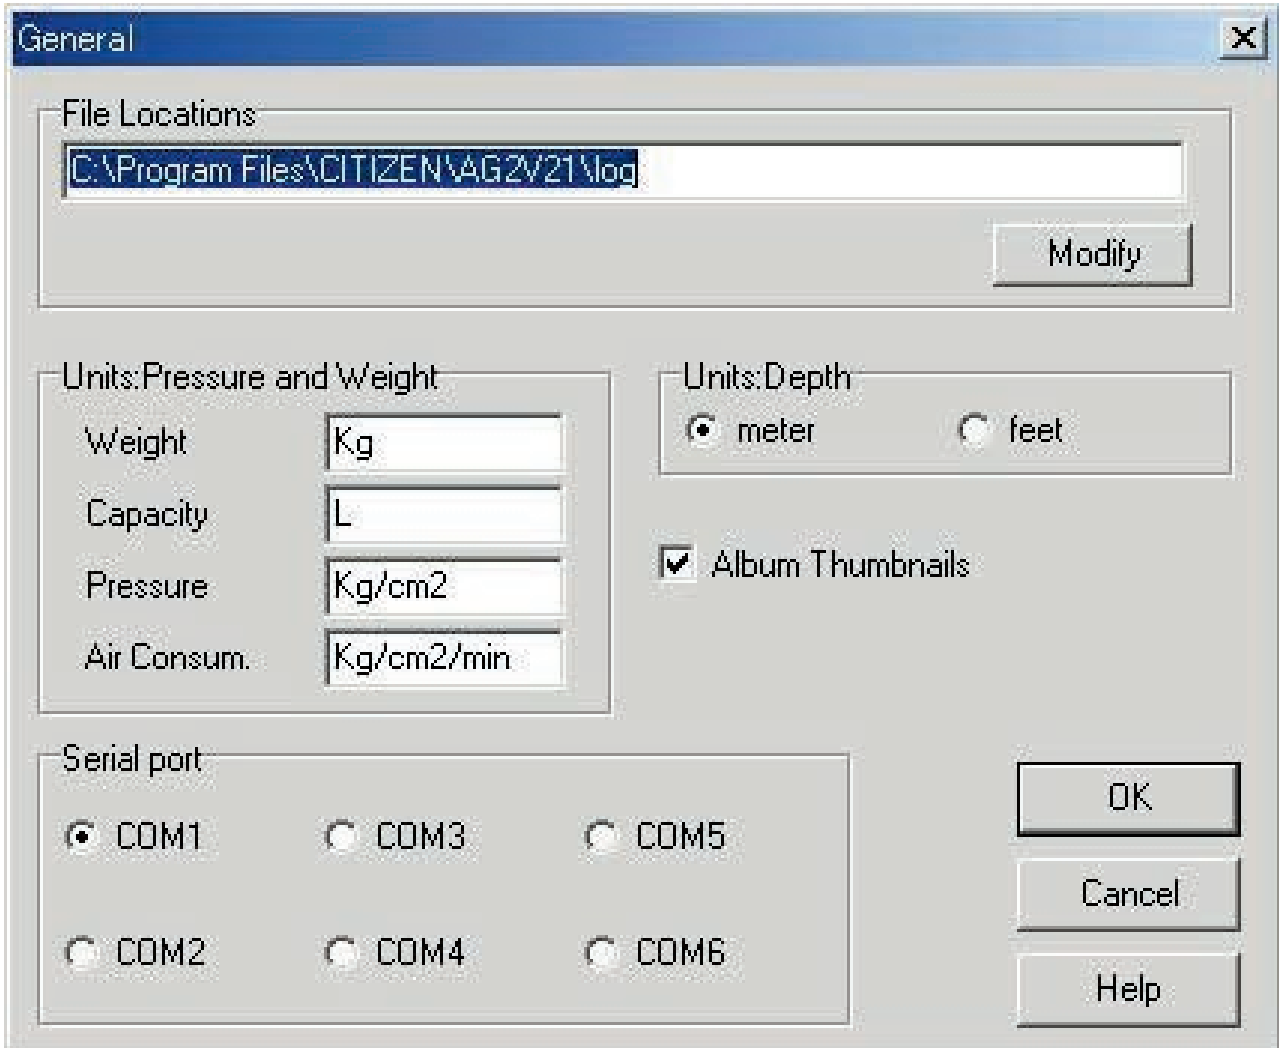 General
File Locations
C:\Program Files\CITIZEN\AG2V21\log
Modify
Units:Pressure and Weight
Weight Kg
Capacity L
Pressure Kg/cm2
Air Consum. Kg/cm2/min
Units:Depth
meter feet
Album Thumbnails
Serial port
COM1 COM3 COM5
COM2 COM4 COM6
OK
Cancel
Help